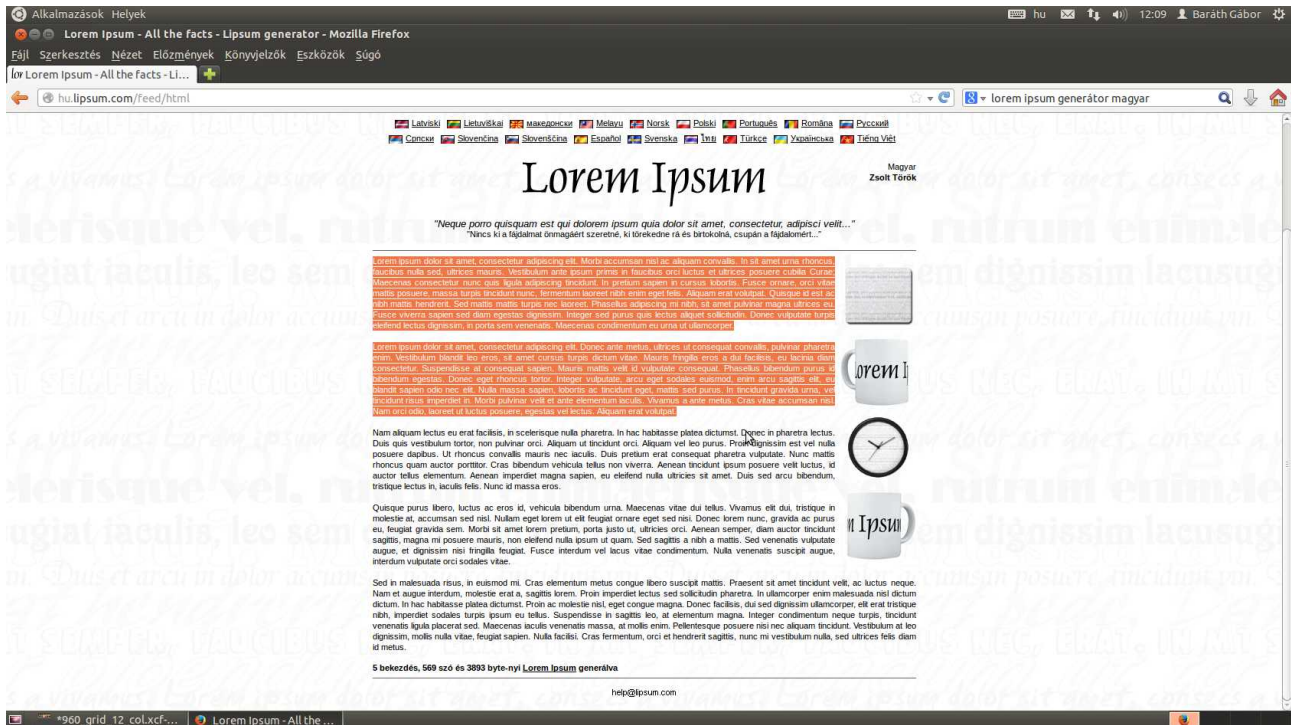 Alkalmazások Helyek
hu 12:09 Baráth Gábor
Lorem Ipsum - All the facts - Lipsum generator - Mozilla Firefox
Fájl Szerkesztés Nézet Előzmények Könyvjelzők Eszközök Súgó
Lorem Ipsum - All the facts - Li...
hu.lipsum.com/feed/html
lorem ipsum generátor magyar
Latviski Lietuviškai македонски Melayu Norsk Polski Português Româna Русский
Српски Slovenčina Slovenščina Español Svenska ไทย Türkçe Українська Tiếng Việt
Lorem Ipsum
Magyar
Zsolt Török
"Neque porro quisquam est qui dolorem ipsum quia dolor sit amet, consectetur, adipisci velit..."
"Nincs ki a fájdalmat önmagáért szeretné, ki törekedne rá és birtokolná, csupán a fájdalomért..."
Lorem ipsum dolor sit amet, consectetur adipiscing elit. Morbi accumsan nisl ac aliquam convallis. In sit amet urna rhoncus,
faucibus nulla sed, ultrices mauris. Vestibulum ante ipsum primis in faucibus orci luctus et ultrices posuere cubilia Curae;
Maecenas consectetur nunc quis ligula adipiscing tincidunt. In pretium sapien in cursus lobortis. Fusce ornare, orci vitae
mattis posuere, massa turpis tincidunt nunc, fermentum laoreet nibh enim eget felis. Aliquam erat volutpat. Quisque id est ac
nibh mattis hendrerit. Sed mattis mattis turpis nec laoreet. Phasellus adipiscing mi nibh, sit amet pulvinar magna ultrices eu.
Fusce viverra sapien sed diam egestas dignissim. Integer sed purus quis lectus aliquet sollicitudin. Donec vulputate turpis
eleifend lectus dignissim, in porta sem venenatis. Maecenas condimentum eu urna ut ullamcorper.
Lorem ipsum dolor sit amet, consectetur adipiscing elit. Donec ante metus, ultrices ut consequat convallis, pulvinar pharetra
enim. Vestibulum blandit leo eros, sit amet cursus turpis dictum vitae. Mauris fringilla eros a dui facilisis, eu lacinia diam
consectetur. Suspendisse at consequat sapien. Mauris mattis velit id vulputate consequat. Phasellus bibendum purus id
bibendum egestas. Donec eget rhoncus tortor. Integer vulputate, arcu eget sodales euismod, enim arcu sagittis elit, eu
blandit sapien odio nec elit. Nulla massa sapien, lobortis ac tincidunt eget, mattis sed purus. In tincidunt gravida urna, vel
tincidunt risus imperdiet in. Morbi pulvinar velit et ante elementum iaculis. Vivamus a ante metus. Cras vitae accumsan nisl.
Nam orci odio, laoreet ut luctus posuere, egestas vel lectus. Aliquam erat volutpat.
Nam aliquam lectus eu erat facilisis, in scelerisque nulla pharetra. In hac habitasse platea dictumst. Donec in pharetra lectus.
Duis quis vestibulum tortor, non pulvinar orci. Aliquam ut tincidunt orci. Aliquam vel leo purus. Proin dignissim est vel nulla
posuere dapibus. Ut rhoncus convallis mauris nec iaculis. Duis pretium erat consequat pharetra vulputate. Nunc mattis
rhoncus quam auctor porttitor. Cras bibendum vehicula tellus non viverra. Aenean tincidunt ipsum posuere velit luctus, id
auctor tellus elementum. Aenean imperdiet magna sapien, eu eleifend nulla ultricies sit amet. Duis sed arcu bibendum,
tristique lectus in, iaculis felis. Nunc id massa eros.
Quisque purus libero, luctus ac eros id, vehicula bibendum urna. Maecenas vitae dui tellus. Vivamus elit dui, tristique in
molestie at, accumsan sed nisl. Nullam eget lorem ut elit feugiat ornare eget sed nisi. Donec lorem nunc, gravida ac purus
eu, feugiat gravida sem. Morbi sit amet lorem pretium, porta justo ut, ultricies orci. Aenean semper, diam auctor tincidunt
sagittis, magna mi posuere mauris, non eleifend nulla ipsum ut quam. Sed sagittis a nibh a mattis. Sed venenatis vulputate
augue, et dignissim nisi fringilla feugiat. Fusce interdum vel lacus vitae condimentum. Nulla venenatis suscipit augue,
interdum vulputate orci sodales vitae.
Sed in malesuada risus, in euismod mi. Cras elementum metus congue libero suscipit mattis. Praesent sit amet tincidunt velit, ac luctus neque.
Nam et augue interdum, molestie erat a, sagittis lorem. Proin imperdiet lectus sed sollicitudin pharetra. In ullamcorper enim malesuada nisl dictum
dictum. In hac habitasse platea dictumst. Proin ac molestie nisl, eget congue magna. Donec facilisis, dui sed dignissim ullamcorper, elit erat tristique
nibh, imperdiet sodales turpis ipsum eu tellus. Suspendisse in sagittis leo, at elementum magna. Integer condimentum neque turpis, tincidunt
venenatis ligula placerat sed. Maecenas iaculis venenatis massa, at mollis enim. Pellentesque posuere nisi nec aliquam tincidunt. Vestibulum at leo
dignissim, mollis nulla vitae, feugiat sapien. Nulla facilisi. Cras fermentum, orci et hendrerit sagittis, nunc mi vestibulum nulla, sed ultrices felis diam
id metus.
5 bekezdés, 569 szó és 3893 byte-nyi Lorem Ipsum generálva
help@lipsum.com
*960_grid_12_col.xcf-... Lorem Ipsum - All the ...